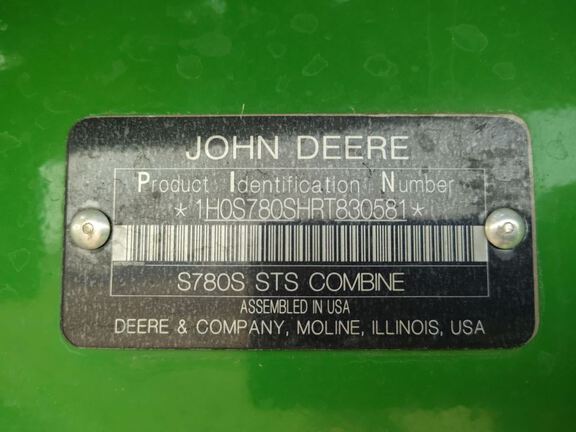 JOHN DEERE
Product Identification Number
*1H0S780SHRT830581*
S780S STS COMBINE
ASSEMBLED IN USA
DEERE & COMPANY, MOLINE, ILLINOIS, USA